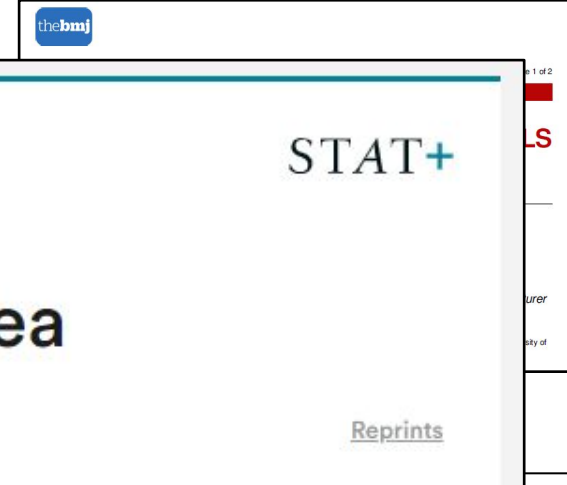 thebmj
e 1 of 2
LS
STAT+
urer
ea
sity of
Reprints